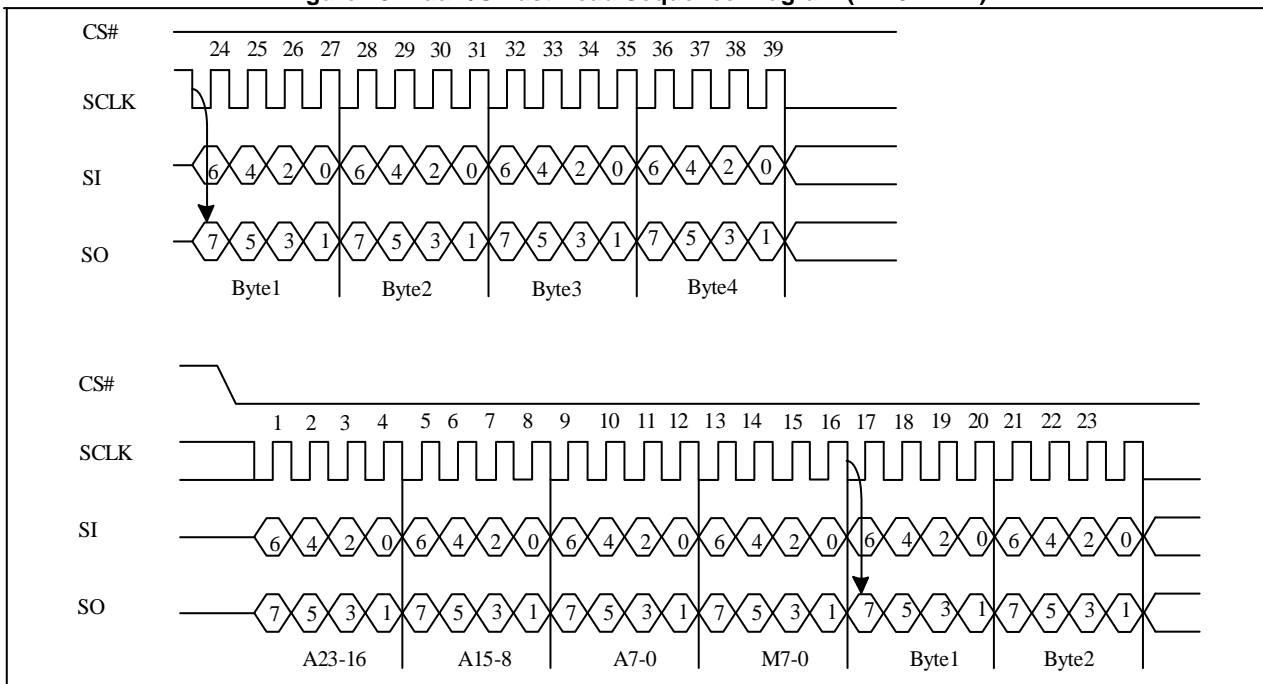 CS#
24 25 26 27 28 29 30 31 32 33 34 35 36 37 38 39
SCLK
SI
6 4 2 0 6 4 2 0 6 4 2 0 6 4 2 0
SO
7 5 3 1 7 5 3 1 7 5 3 1 7 5 3 1
Byte1 Byte2 Byte3 Byte4
CS#
1 2 3 4 5 6 7 8 9 10 11 12 13 14 15 16 17 18 19 20 21 22 23
SCLK
SI
6 4 2 0 6 4 2 0 6 4 2 0 6 4 2 0 6 4 2 0 6 4 2 0
SO
7 5 3 1 7 5 3 1 7 5 3 1 7 5 3 1 7 5 3 1 7 5 3 1
A23-16 A15-8 A7-0 M7-0 Byte1 Byte2